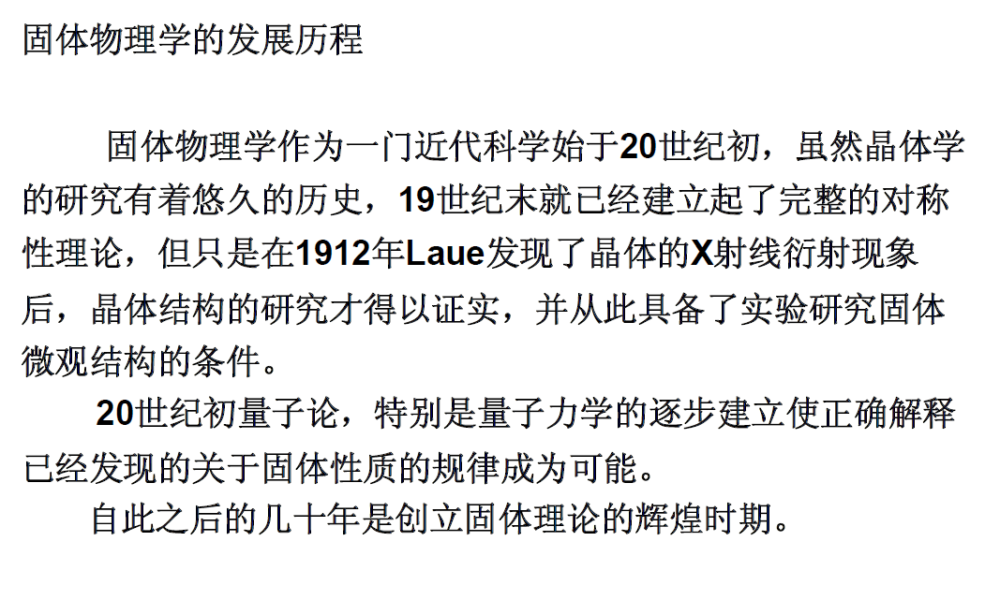 固体物理学的发展历程
固体物理学作为一门近代科学始于20世纪初，虽然晶体学
的研究有着悠久的历史，19世纪末就已经建立起了完整的对称
性理论，但只是在1912年Laue发现了晶体的X射线衍射现象
后，晶体结构的研究才得以证实，并从此具备了实验研究固体
微观结构的条件。
20世纪初量子论，特别是量子力学的逐步建立使正确解释
已经发现的关于固体性质的规律成为可能。
自此之后的几十年是创立固体理论的辉煌时期。